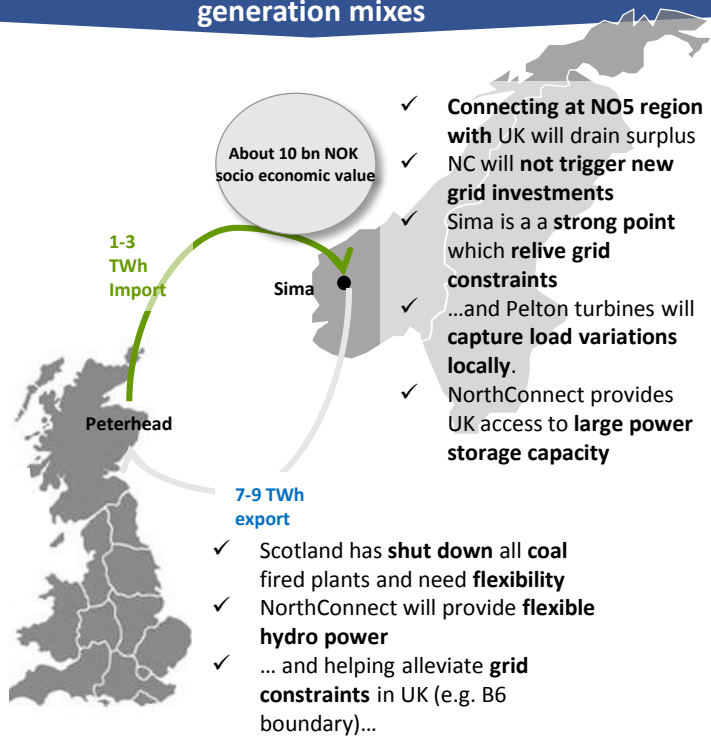 generation mixes
About 10 bn NOK
socio economic value
✓ Connecting at NO5 region
with UK will drain surplus
✓ NC will not trigger new
grid investments
✓ Sima is a a strong point
which relive grid
constraints
✓ …and Pelton turbines will
capture load variations
locally.
✓ NorthConnect provides
UK access to large power
storage capacity
1-3
TWh
Import
Sima
Peterhead
7-9 TWh
export
✓ Scotland has shut down all coal
fired plants and need flexibility
✓ NorthConnect will provide flexible
hydro power
✓ … and helping alleviate grid
constraints in UK (e.g. B6
boundary)…